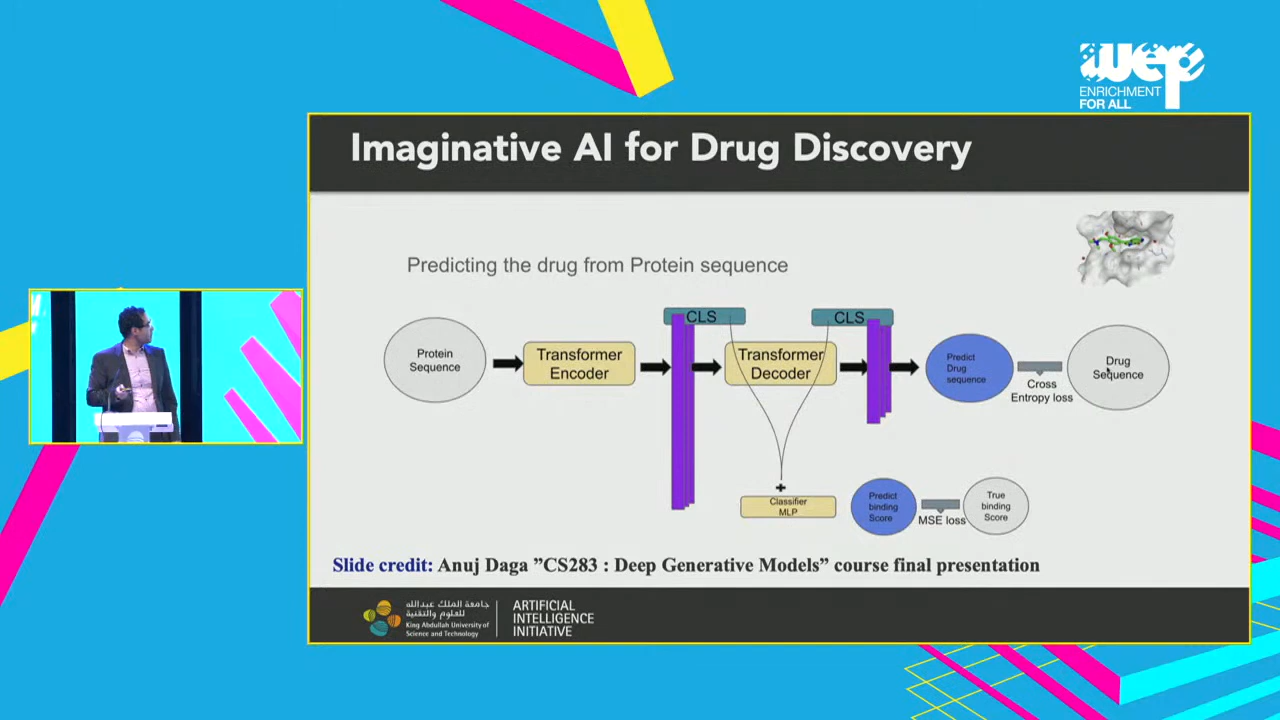 wep
ENRICHMENT
FOR ALL
Imaginative AI for Drug Discovery
Predicting the drug from Protein sequence
CLS
CLS
Protein
Sequence
Transformer
Encoder
Transformer
Decoder
Predict
Drug
sequence
Cross
Entropy loss
Drug
Sequence
+
Classifier
MLP
Predict
binding
Score
MSE loss
True
binding
Score
Slide credit: Anuj Daga ”CS283 : Deep Generative Models” course final presentation
جامعة الملك عبدالله
للعلوم والتقنية
King Abdullah University of
Science and Technology
ARTIFICIAL
INTELLIGENCE
INITIATIVE